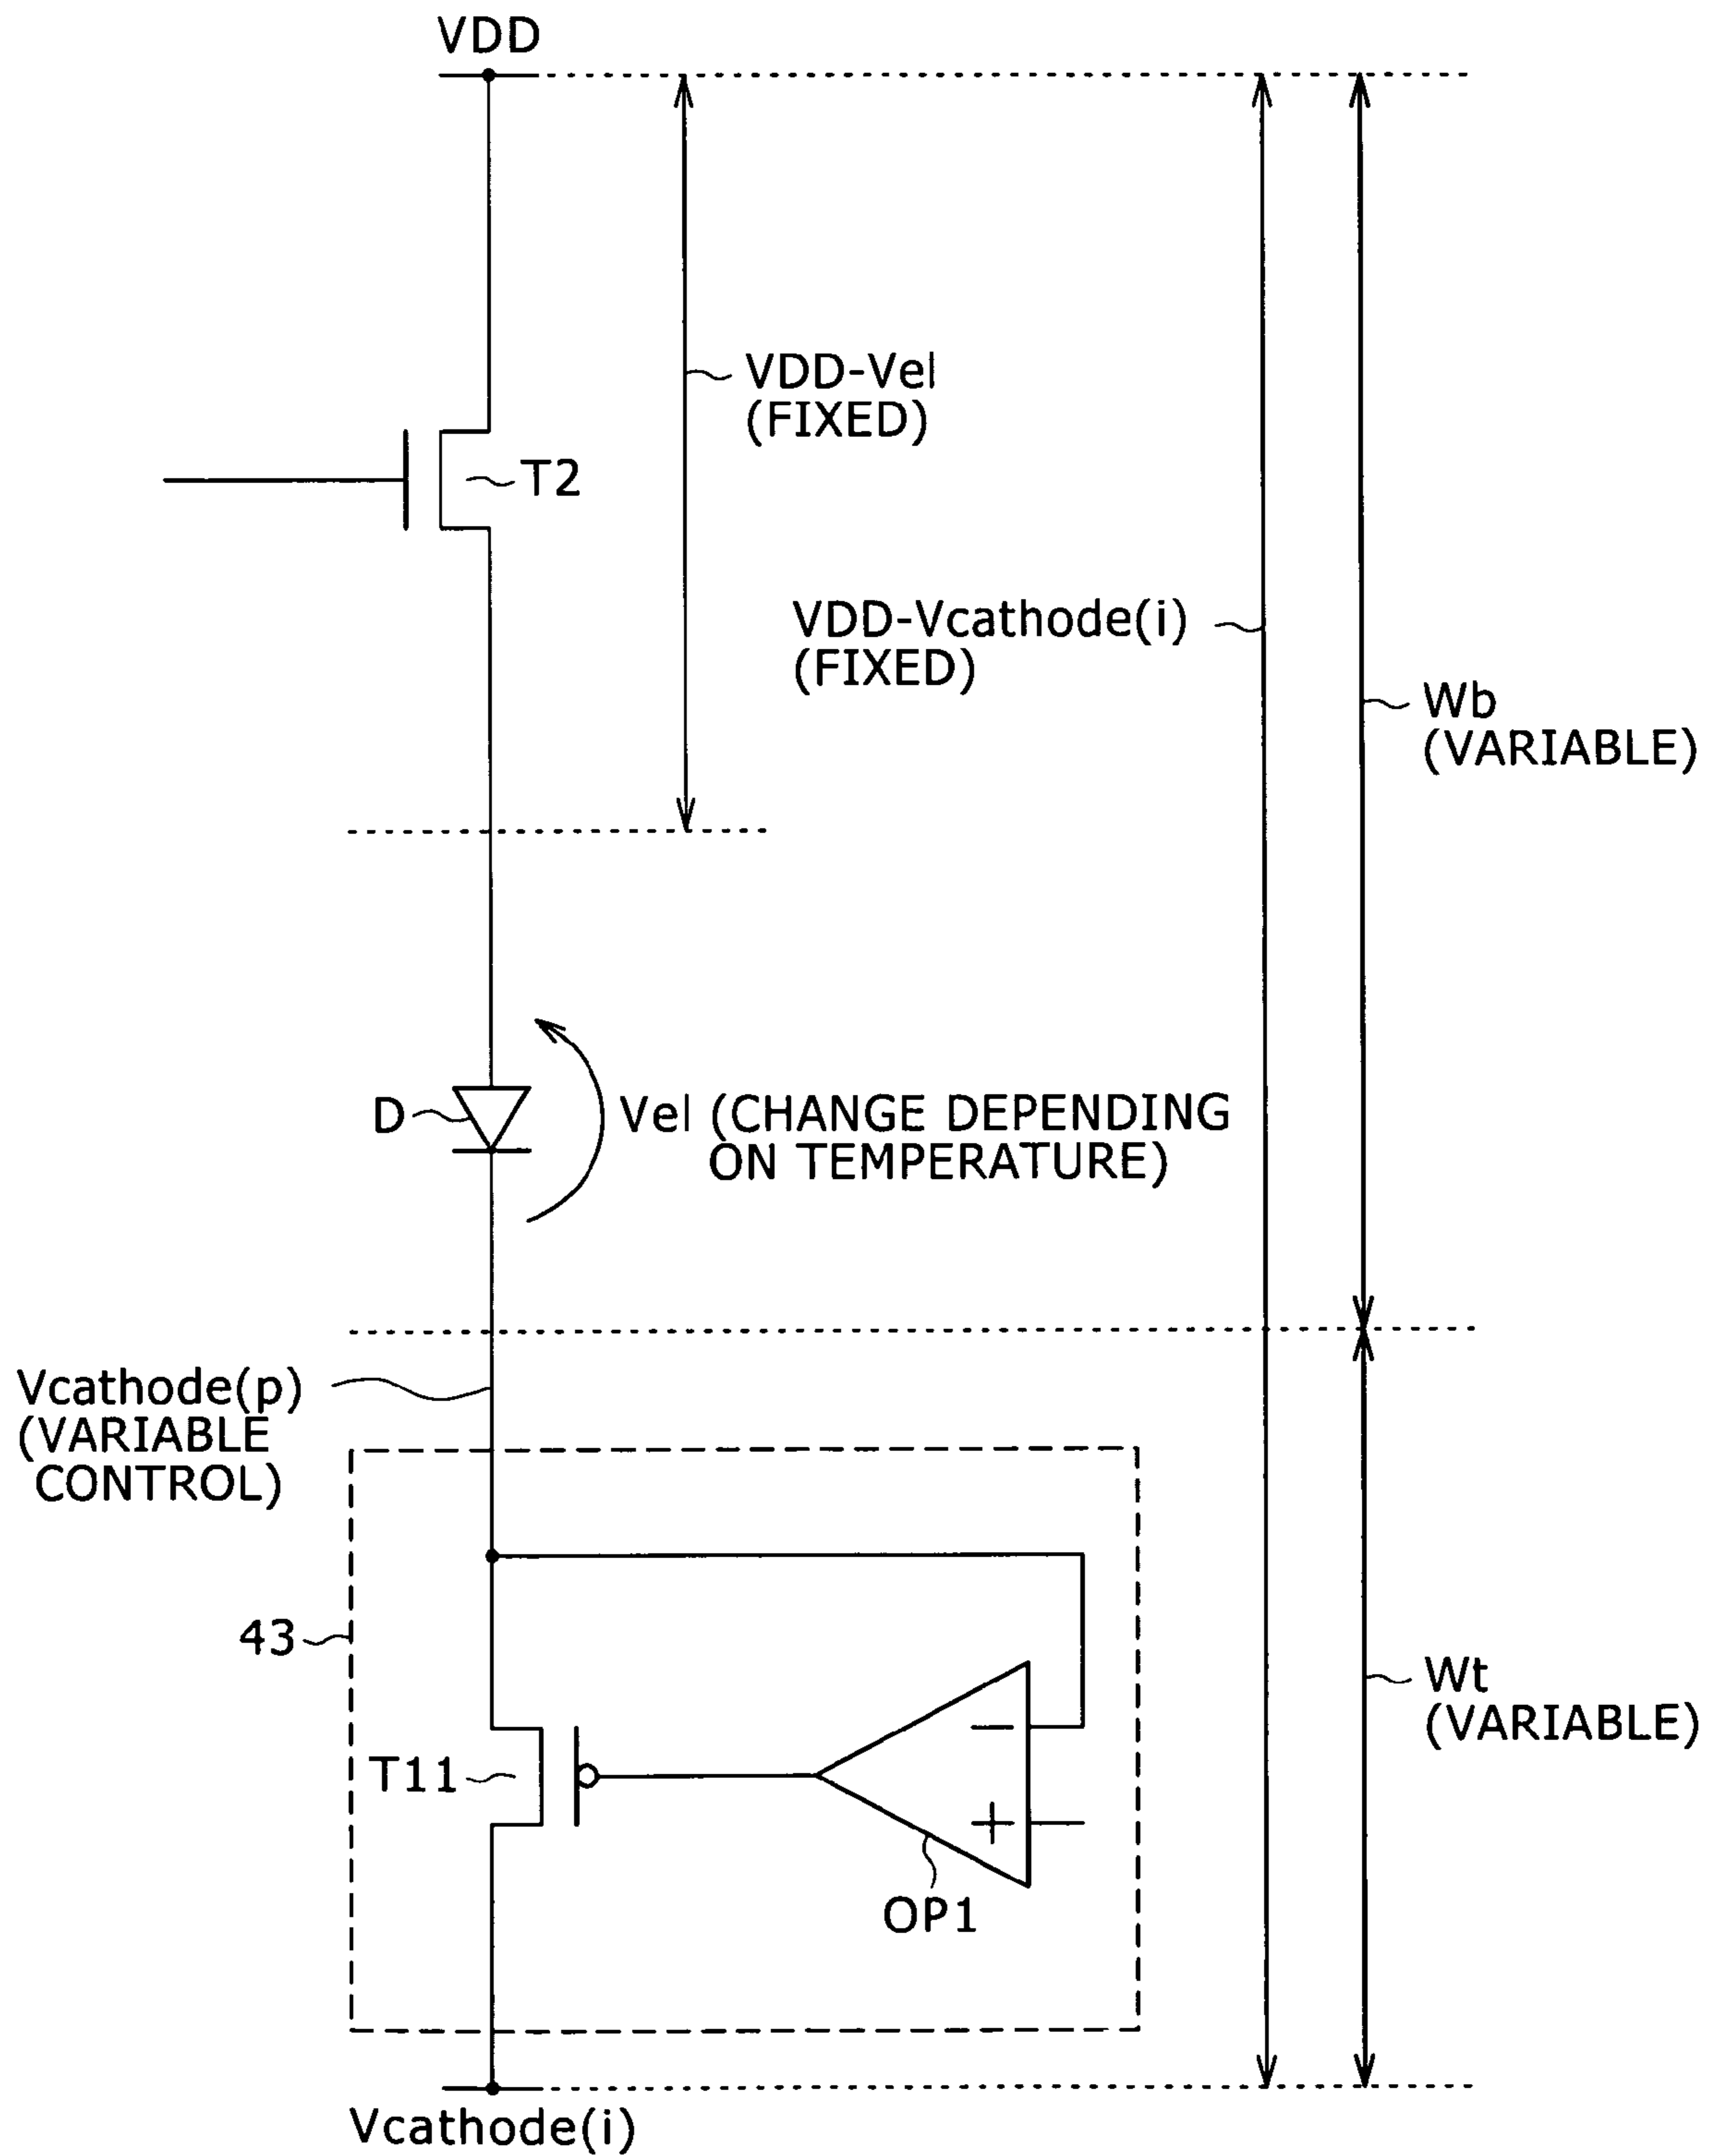 VDD
VDD-Vel
(FIXED)
T2
VDD-Vcathode(i)
(FIXED)
Wb
(VARIABLE)
D
Vel (CHANGE DEPENDING
ON TEMPERATURE)
Vcathode(p)
(VARIABLE
CONTROL)
43
Wt
(VARIABLE)
−
T11
+
OP1
Vcathode(i)